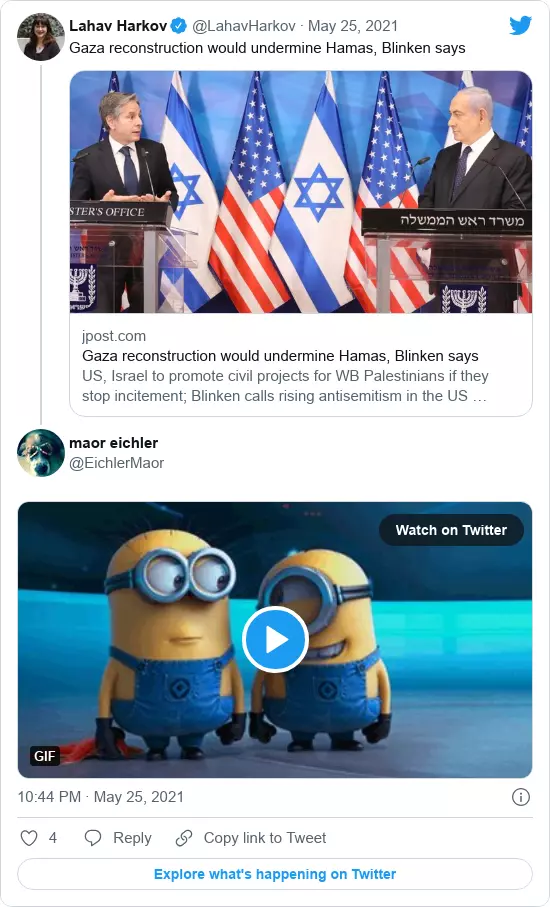 Lahav Harkov @LahavHarkov · May 25, 2021
Gaza reconstruction would undermine Hamas, Blinken says
STER'S OFFICE
משרד ראש הממשלה
jpost.com
Gaza reconstruction would undermine Hamas, Blinken says
US, Israel to promote civil projects for WB Palestinians if they
stop incitement; Blinken calls rising antisemitism in the US …
maor eichler
@EichlerMaor
Watch on Twitter
GIF
10:44 PM · May 25, 2021
4 Reply Copy link to Tweet
Explore what's happening on Twitter